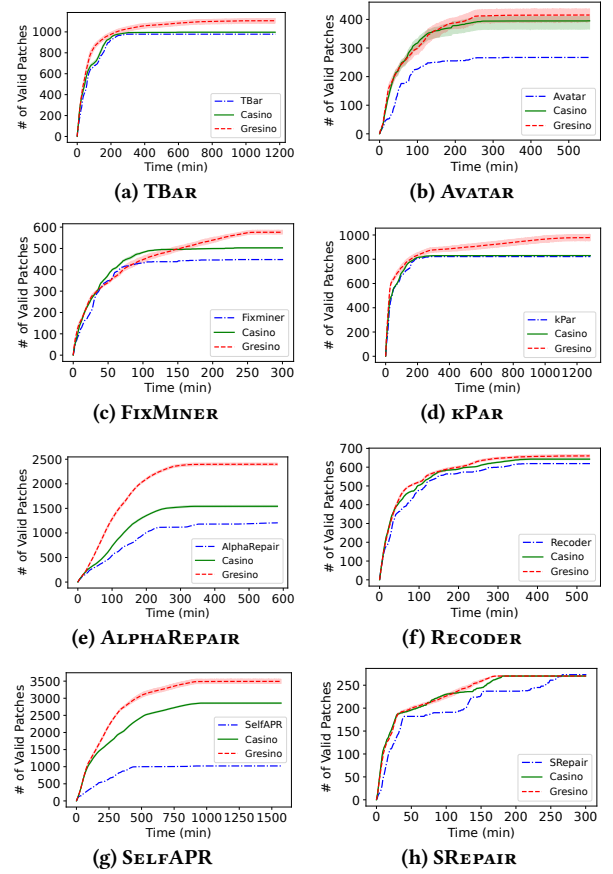 # of Valid Patches
1000
800
600
400
200
0
0 200 400 600 800 1000 1200
Time (min)
TBar
Casino
Gresino
(a) TBAR
# of Valid Patches
400
300
200
100
0
0 100 200 300 400 500
Time (min)
Avatar
Casino
Gresino
(b) AVATAR
# of Valid Patches
600
500
400
300
200
100
0
0 50 100 150 200 250 300
Time (min)
Fixminer
Casino
Gresino
(c) FIXMINER
# of Valid Patches
1000
800
600
400
200
0
0 200 400 600 800 1000 1200
Time (min)
kPar
Casino
Gresino
(d) KPAR
# of Valid Patches
2500
2000
1500
1000
500
0
0 100 200 300 400 500 600
Time (min)
AlphaRepair
Casino
Gresino
(e) ALPHAREPAIR
# of Valid Patches
700
600
500
400
300
200
100
0
0 100 200 300 400 500
Time (min)
Recoder
Casino
Gresino
(f) RECODER
# of Valid Patches
3500
3000
2500
2000
1500
1000
500
0
0 250 500 750 1000 1250 1500
Time (min)
SelfAPR
Casino
Gresino
(g) SELFAPR
# of Valid Patches
250
200
150
100
50
0
0 50 100 150 200 250 300
Time (min)
SRepair
Casino
Gresino
(h) SREPAIR